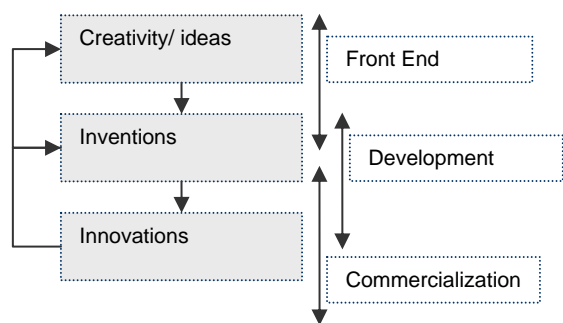 Creativity/ ideas
Front End
Inventions
Development
Innovations
Commercialization